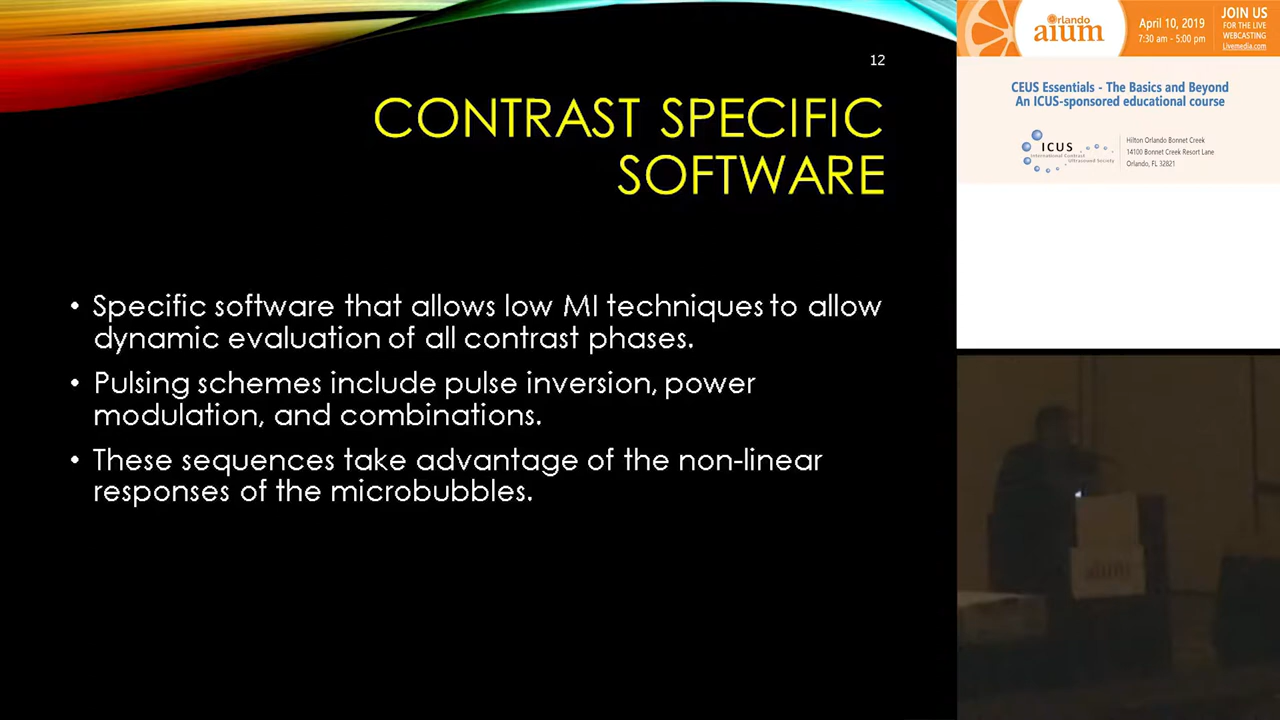 12
CONTRAST SPECIFIC
SOFTWARE
• Specific software that allows low MI techniques to allow
dynamic evaluation of all contrast phases.
• Pulsing schemes include pulse inversion, power
modulation, and combinations.
• These sequences take advantage of the non-linear
responses of the microbubbles.
Orlando
aium
April 10, 2019
7:30 am - 5:00 pm
JOIN US
FOR THE LIVE
WEBCASTING
Livemedia.com
CEUS Essentials - The Basics and Beyond
An ICUS-sponsored educational course
ICUS
International Contrast
Ultrasound Society
Hilton Orlando Bonnet Creek
14100 Bonnet Creek Resort Lane
Orlando, FL 32821
aium